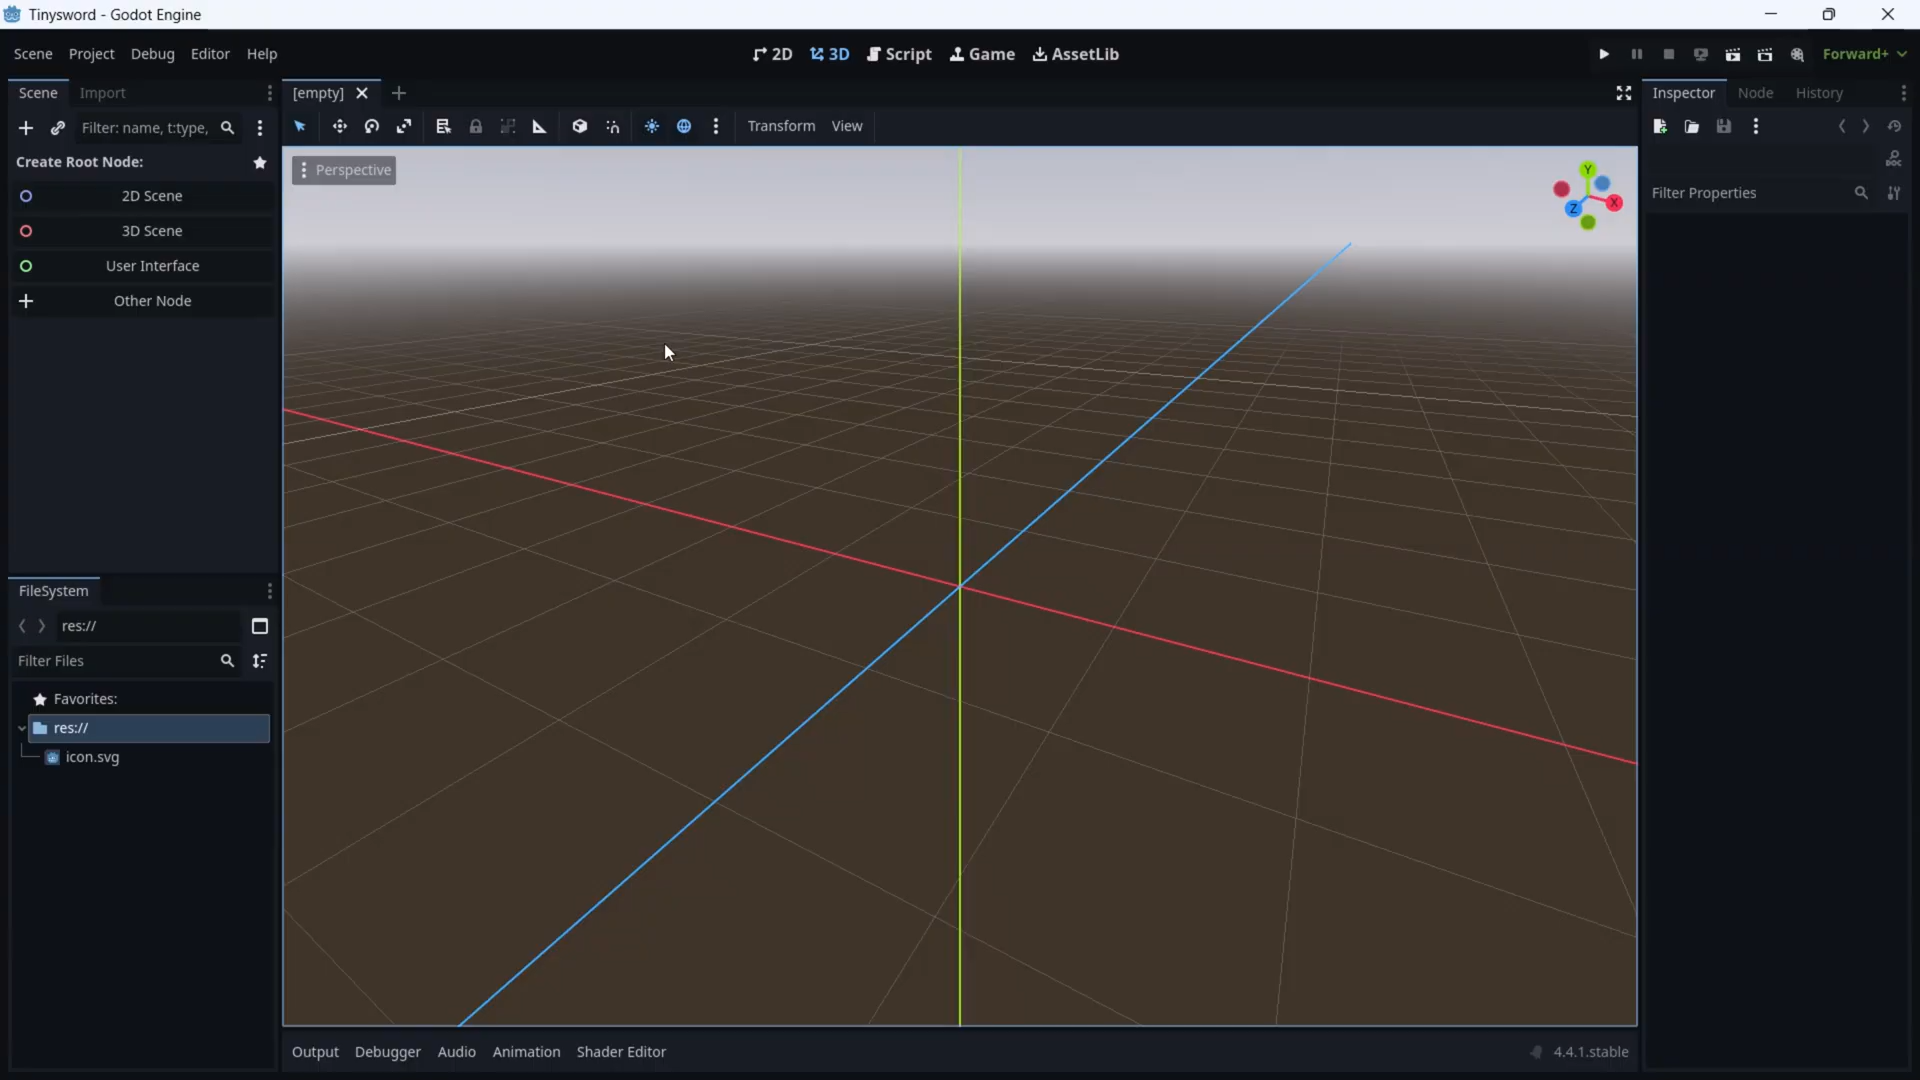 Tinysword - Godot Engine
Scene Project Debug Editor Help
2D 3D Script Game AssetLib
Forward+
Scene Import
[empty]
Inspector Node History
Filter: name, t:type,
Transform View
Create Root Node:
2D Scene
3D Scene
User Interface
Other Node
Perspective
Y
X
Z
DOC
Filter Properties
FileSystem
res://
Filter Files
Favorites:
res://
icon.svg
Output Debugger Audio Animation Shader Editor
4.4.1.stable